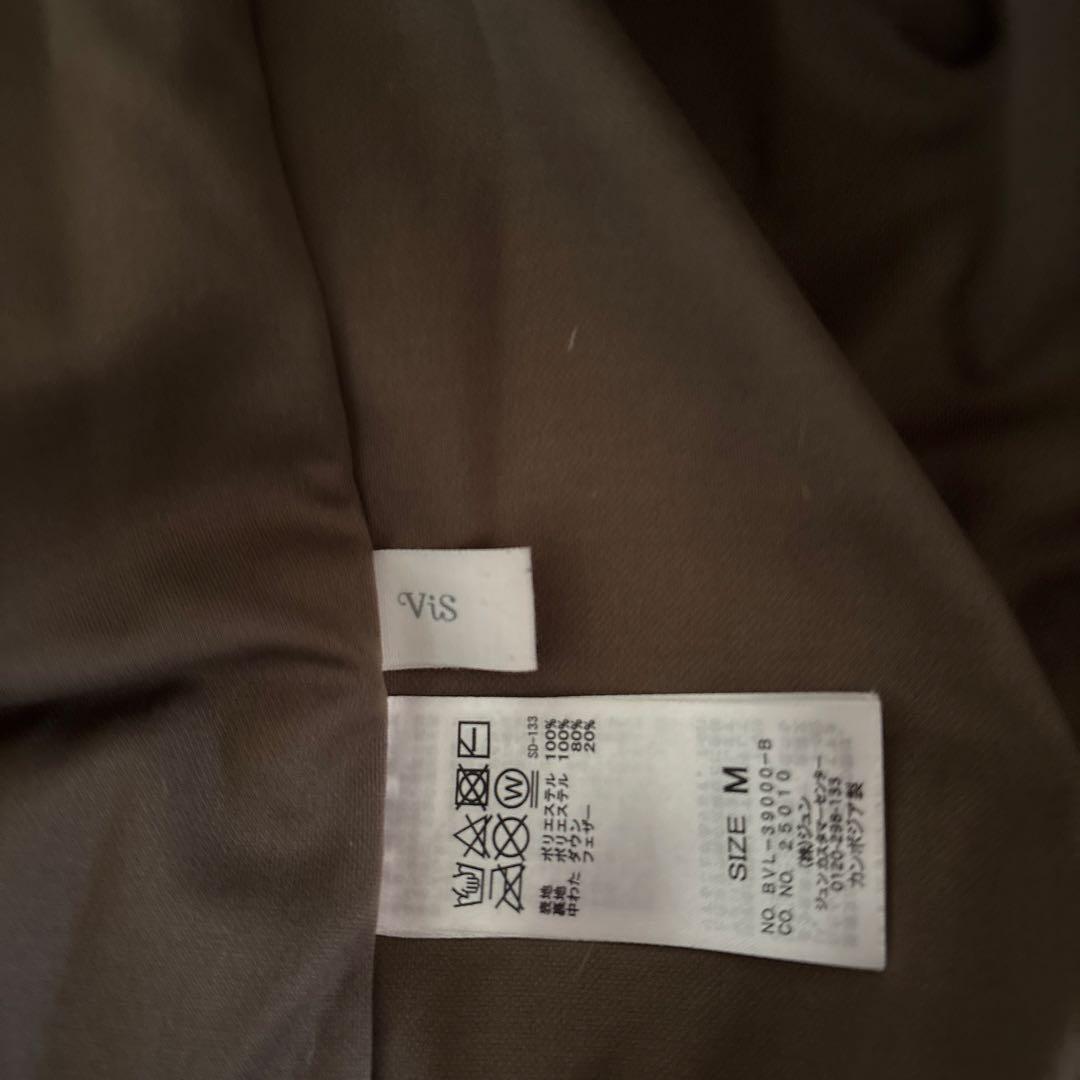 ViS
SD-133
表地 ポリエステル 100%
裏地 ポリエステル 100%
中わた ダウン 80%
フェザー 20%
SIZE M
NO. BVL-39000-B
CO. NO. 25010
(株)ジュン
ジュンカスタマーセンター
0120-298-133
カンボジア製